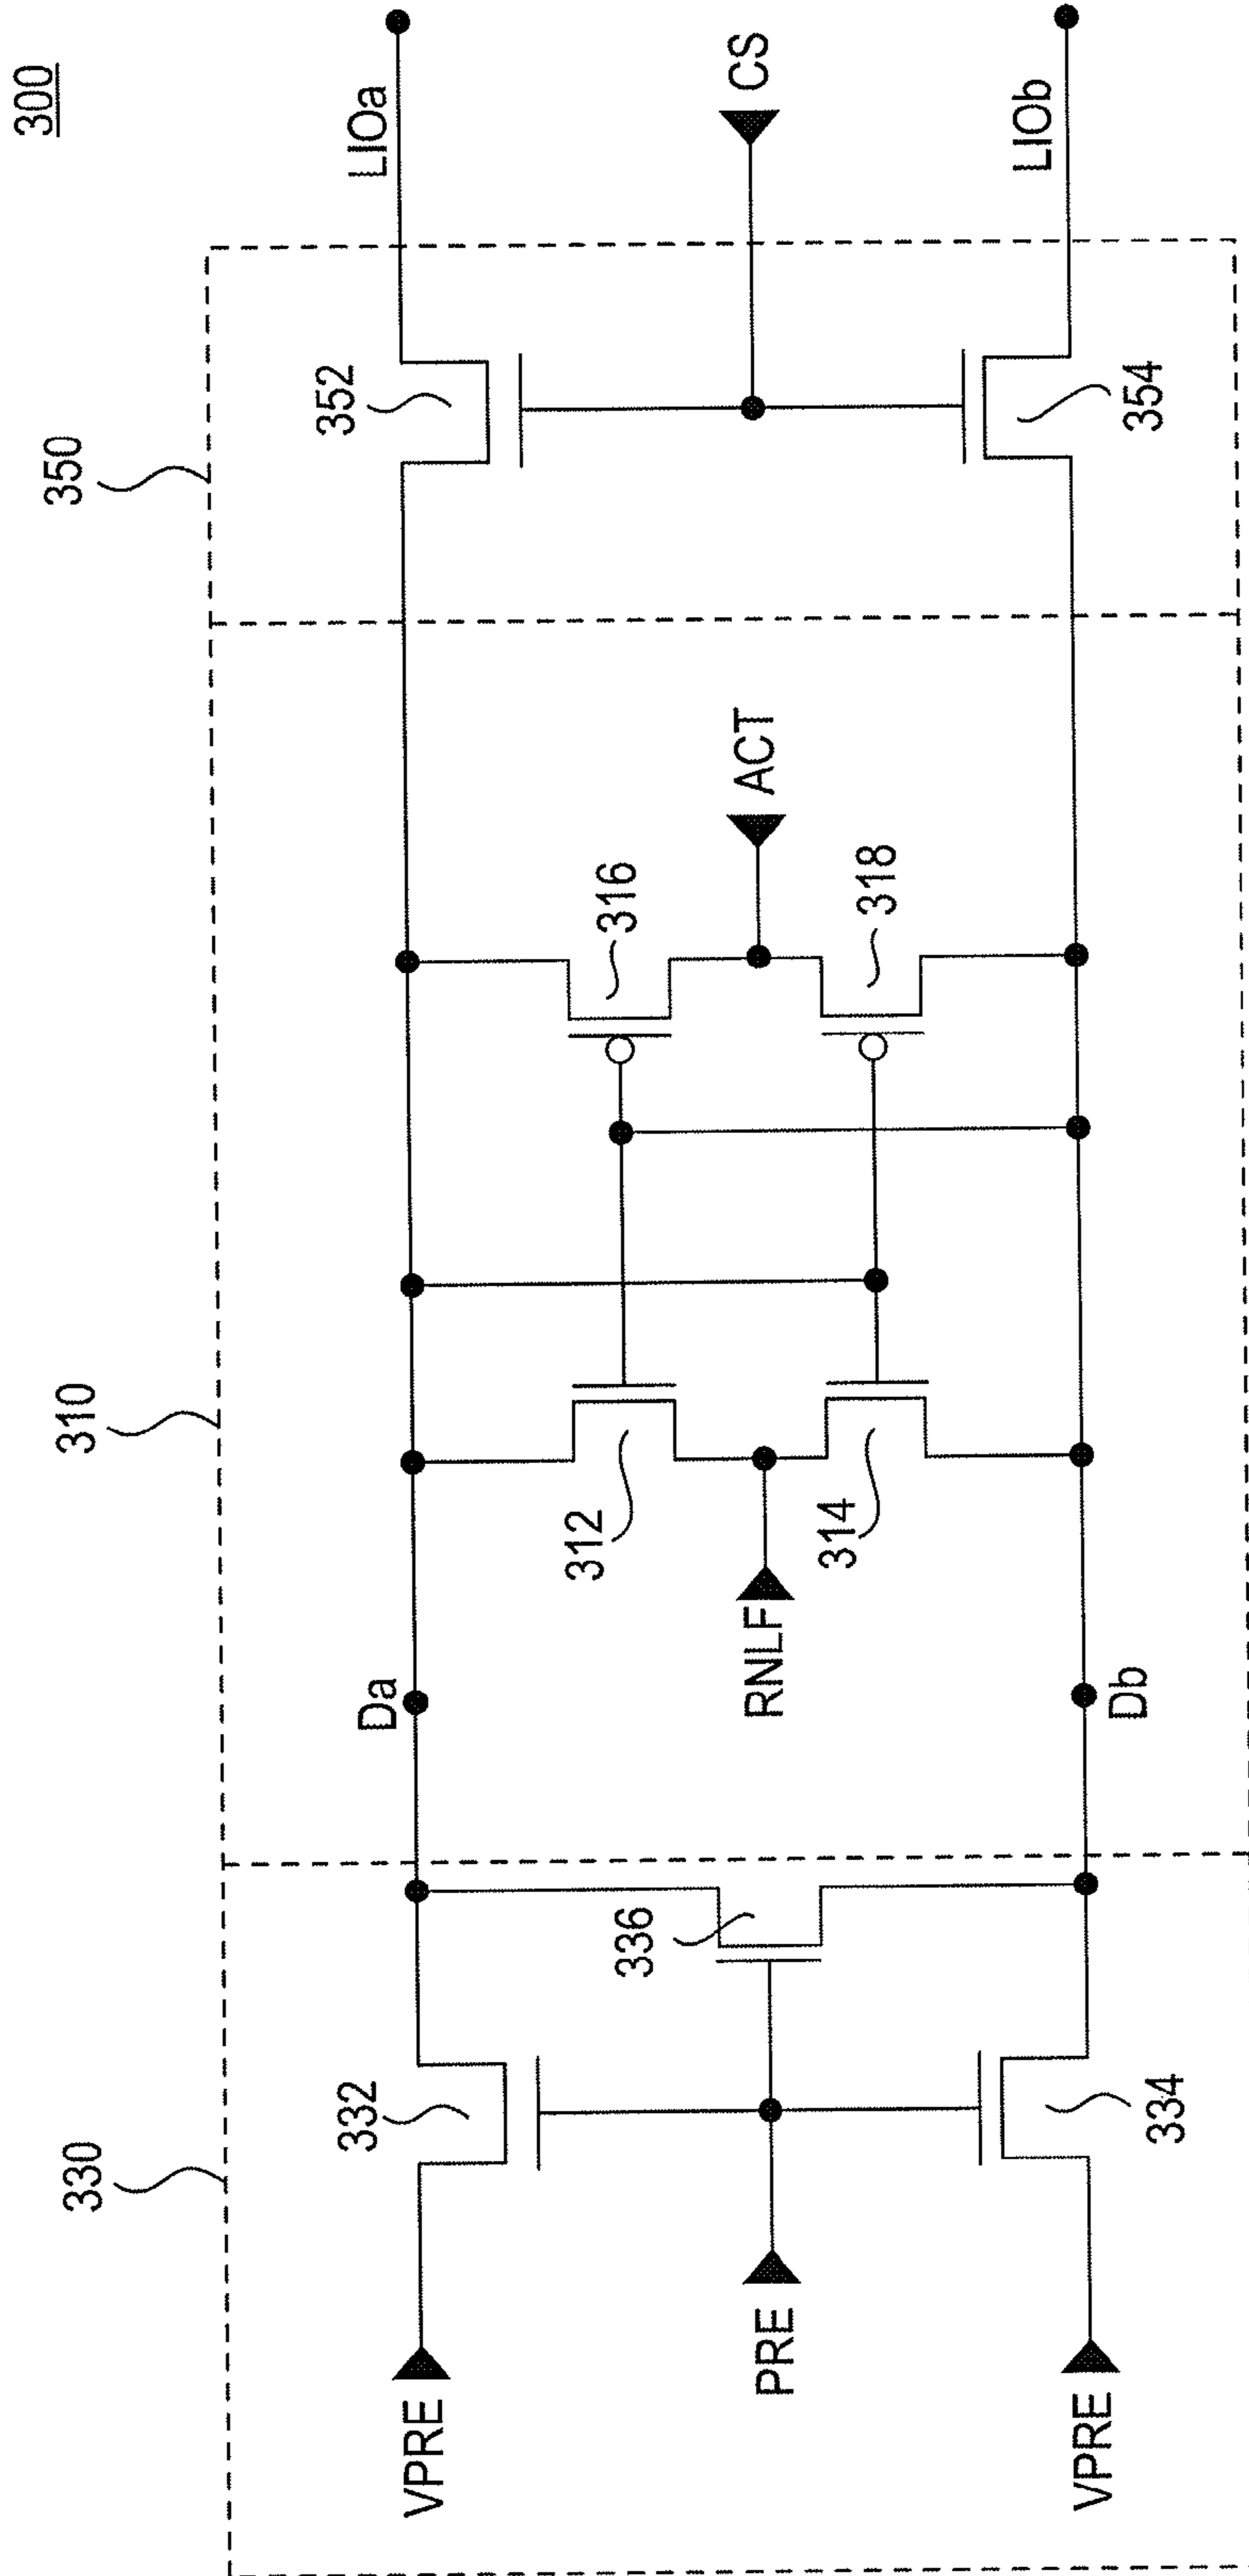 300
330
310
350
VPRE
332
336
Da
312
316
352
LIOa
PRE
RNLF
ACT
CS
314
318
VPRE
334
Db
354
LIOb